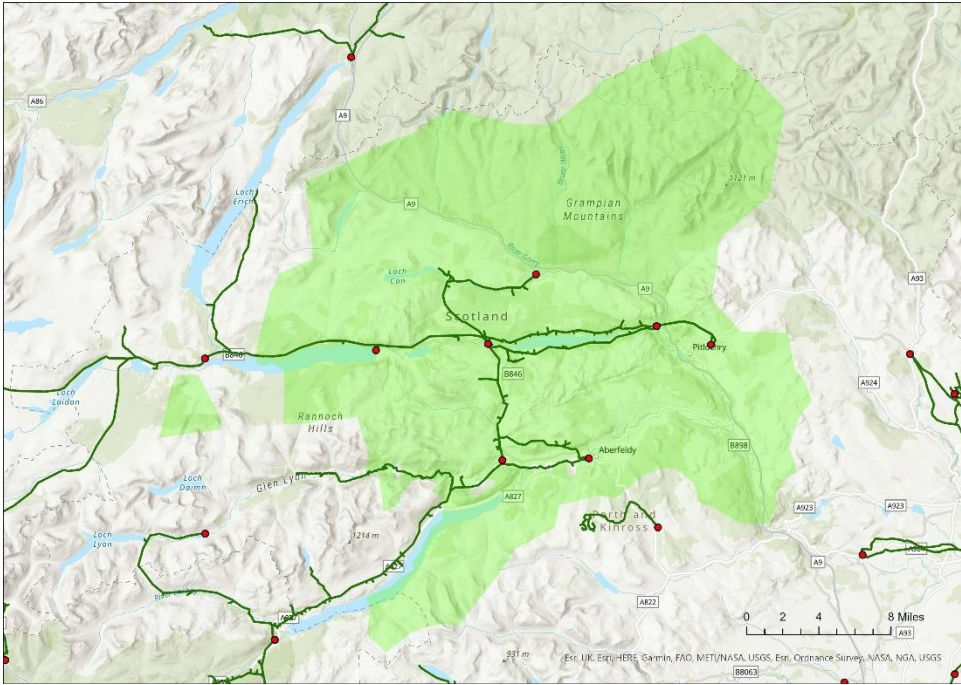 A86
A9
Loch
Erich
1121 m
Grampian
Mountains
A9
River Garry
A93
Loch
Con
A9
Scotland
Pitlochry
B846
B846
A924
Loch
Laidon
Rannoch
Hills
B898
Aberfeldy
Glen Lyon
Loch
Daimh
A827
Perth and
Kinross
A923
A923
Loch
Lyon
1214 m
A9
A822
0 2 4 8 Miles
A93
931 m
Esri UK, Esri, HERE, Garmin, FAO, METI/NASA, USGS, Esri, Ordnance Survey, NASA, NGA, USGS
B8063